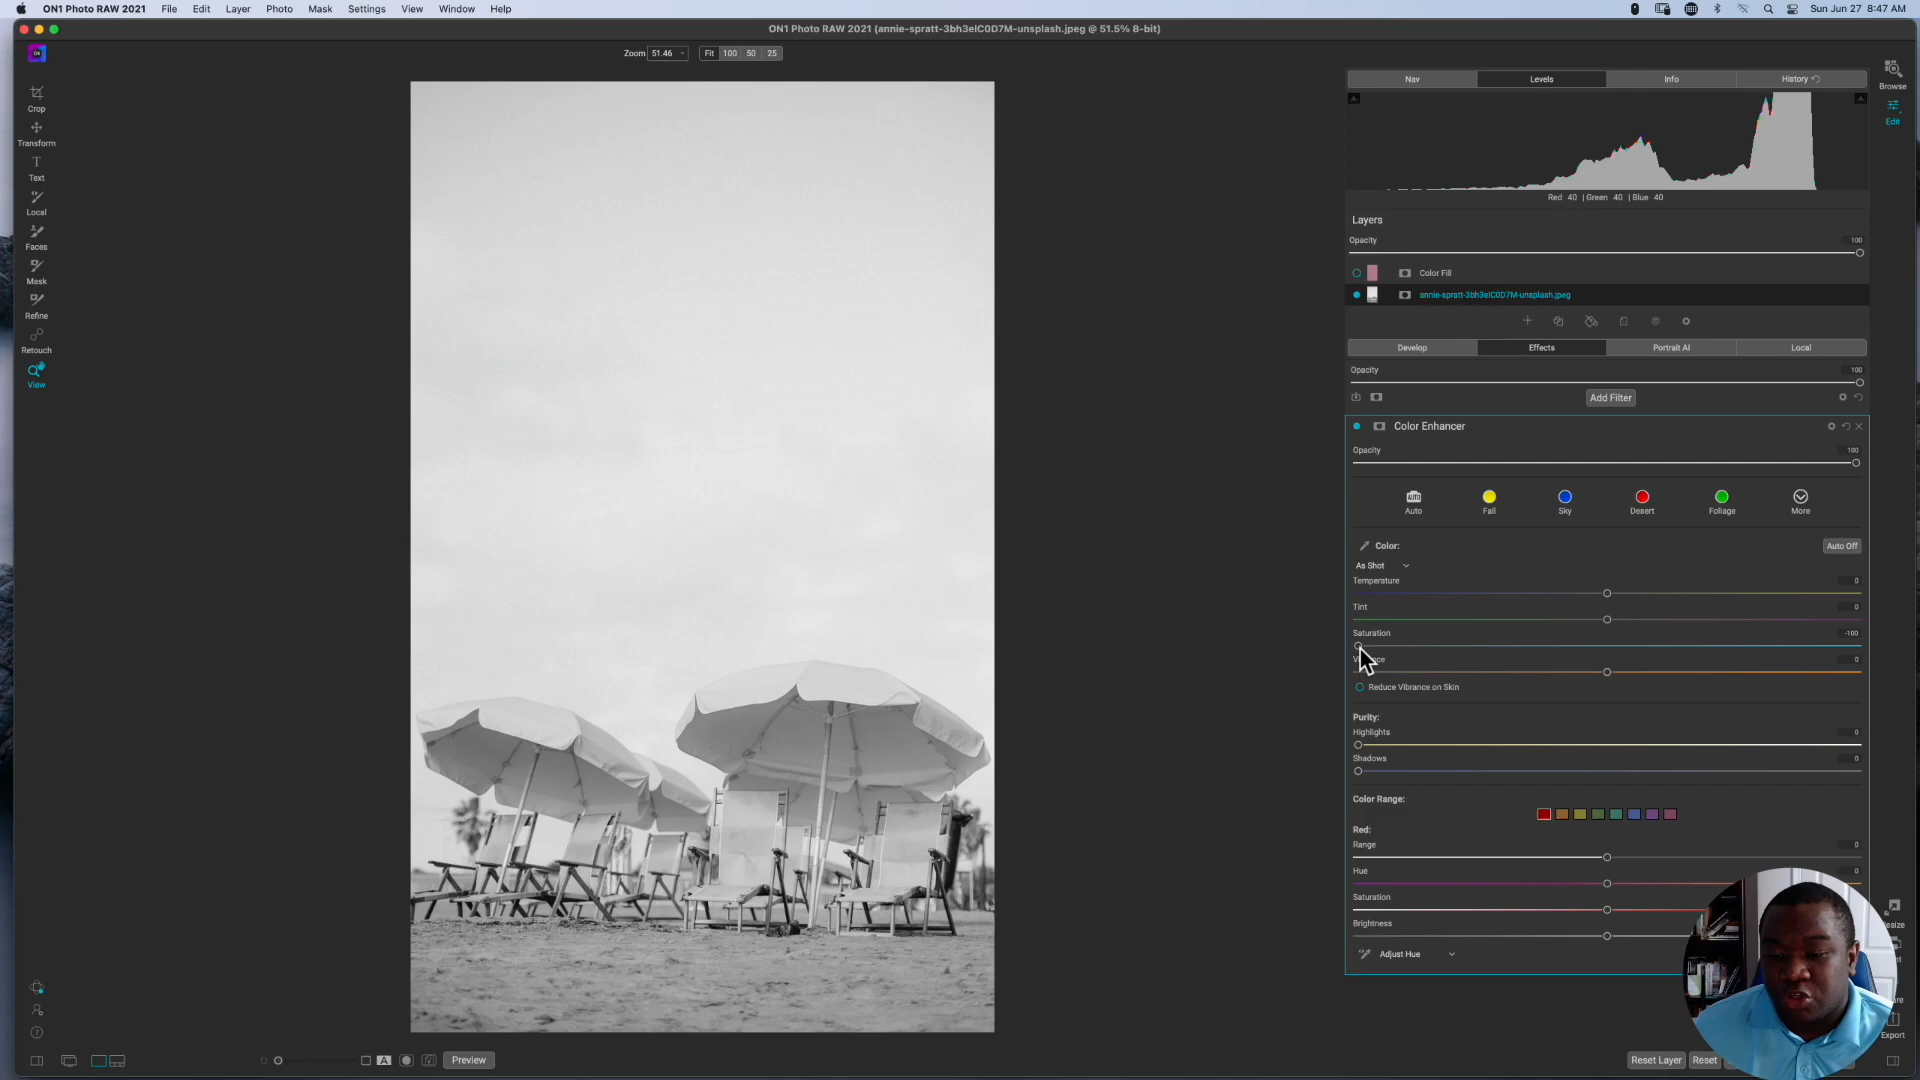 ON1 Photo RAW 2021 File Edit Layer Photo Mask Settings View Window Help Sun Jun 27 8:47 AM
ON1 Photo RAW 2021 (annie-spratt-3bh3elC0D7M-unsplash.jpeg @ 51.5% 8-bit)
Zoom 51.46 Fit 100 50 25
Crop
Transform
Text
Local
Faces
Mask
Refine
Retouch
View
Nav Levels Info History
Browse
Edit
Red 40 | Green 40 | Blue 40
Layers
Opacity 100
Color Fill
annie-spratt-3bh3elC0D7M-unsplash.jpeg
Develop Effects Portrait AI Local
Opacity 100
Add Filter
Color Enhancer
Opacity 100
AUTO
Auto Fall Sky Desert Foliage More
Color: Auto Off
As Shot
Temperature 0
Tint 0
Saturation -100
0
Reduce Vibrance on Skin
Purity:
Highlights 0
Shadows 0
Color Range:
Red:
Range 0
Hue 0
Saturation
Brightness
Adjust Hue
Export
A Preview
Reset Layer Reset